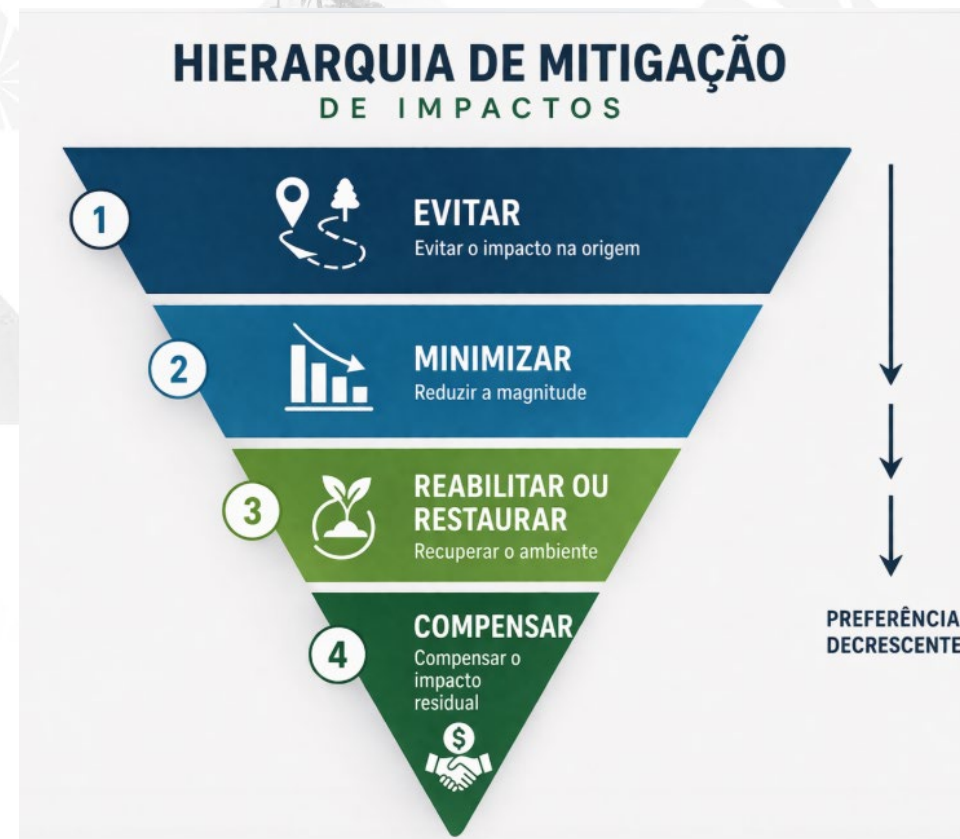 HIERARQUIA DE MITIGAÇÃO
DE IMPACTOS
1
EVITAR
Evitar o impacto na origem
2
MINIMIZAR
Reduzir a magnitude
3
REABILITAR OU
RESTAURAR
Recuperar o ambiente
4
COMPENSAR
Compensar o
impacto
residual
$
PREFERÊNCIA
DECRESCENTE